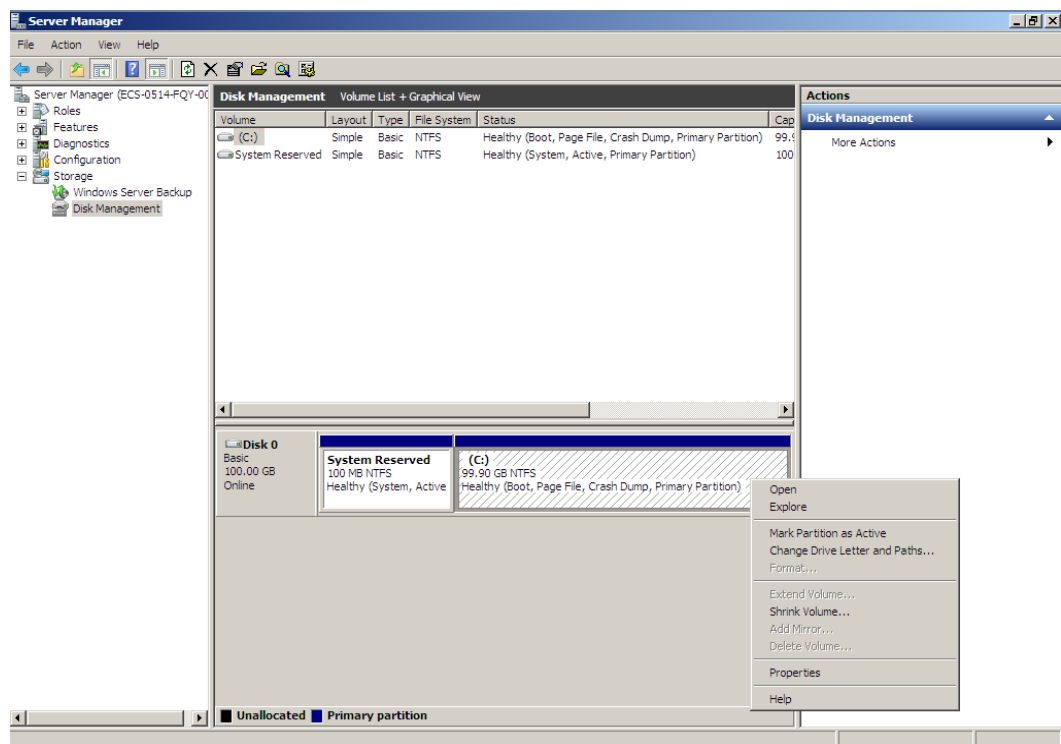 Server Manager
File Action View Help
Server Manager (ECS-0514-FQY-00
Roles
Features
Diagnostics
Configuration
Storage
Windows Server Backup
Disk Management
Disk Management Volume List + Graphical View
Volume Layout Type File System Status Cap
(C:) Simple Basic NTFS Healthy (Boot, Page File, Crash Dump, Primary Partition) 99.9
System Reserved Simple Basic NTFS Healthy (System, Active, Primary Partition) 100
Disk 0
Basic
100.00 GB
Online
System Reserved
100 MB NTFS
Healthy (System, Active
(C:)
99.90 GB NTFS
Healthy (Boot, Page File, Crash Dump, Primary Partition)
Unallocated Primary partition
Actions
Disk Management
More Actions
Open
Explore
Mark Partition as Active
Change Drive Letter and Paths...
Format...
Extend Volume...
Shrink Volume...
Add Mirror...
Delete Volume...
Properties
Help